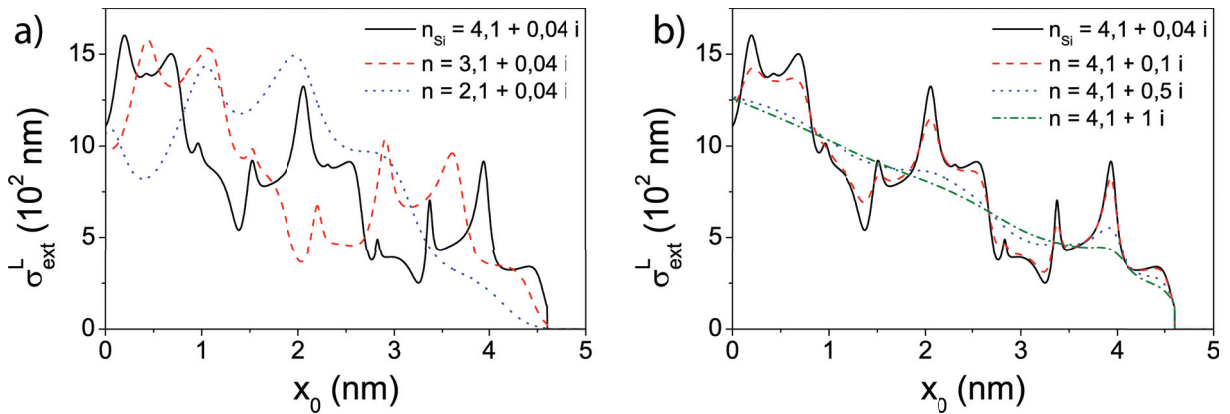 a)
n_Si = 4,1 + 0,04 i
n = 3,1 + 0,04 i
n = 2,1 + 0,04 i
15
10
5
0
σ^L_ext (10² nm)
0 1 2 3 4 5
x₀ (nm)
b)
n_Si = 4,1 + 0,04 i
n = 4,1 + 0,1 i
n = 4,1 + 0,5 i
n = 4,1 + 1 i
15
10
5
0
σ^L_ext (10² nm)
0 1 2 3 4 5
x₀ (nm)